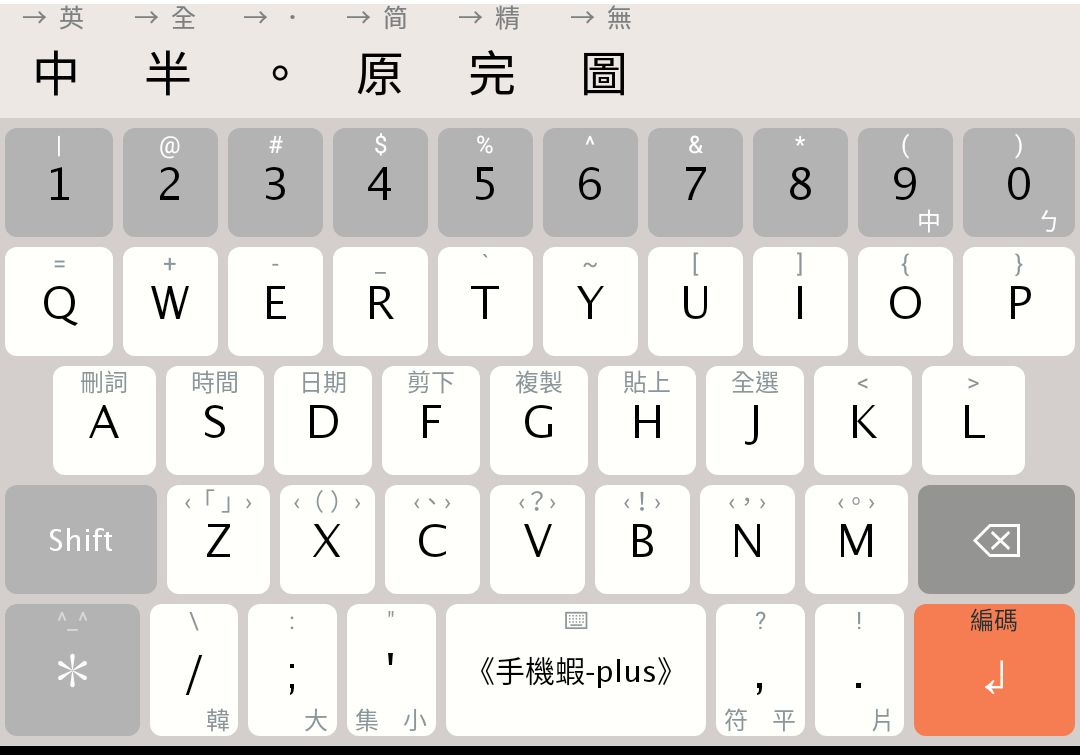 → 英 → 全 → · → 简 → 精 → 無
中 半 。 原 完 圖
| @ # $ % ^ & * ( )
1 2 3 4 5 6 7 8 9 0
中 ㄅ
= + - _ ` ~ [ ] { }
Q W E R T Y U I O P
刪詞 時間 日期 剪下 複製 貼上 全選 < >
A S D F G H J K L
‹「」› ‹（）› ‹、› ‹？› ‹！› ‹，› ‹。›
Shift Z X C V B N M
^_^ \ : " ? ! 編碼
* / ; ' 《手機蝦-plus》 , .
韓 大 集 小 符 平 片